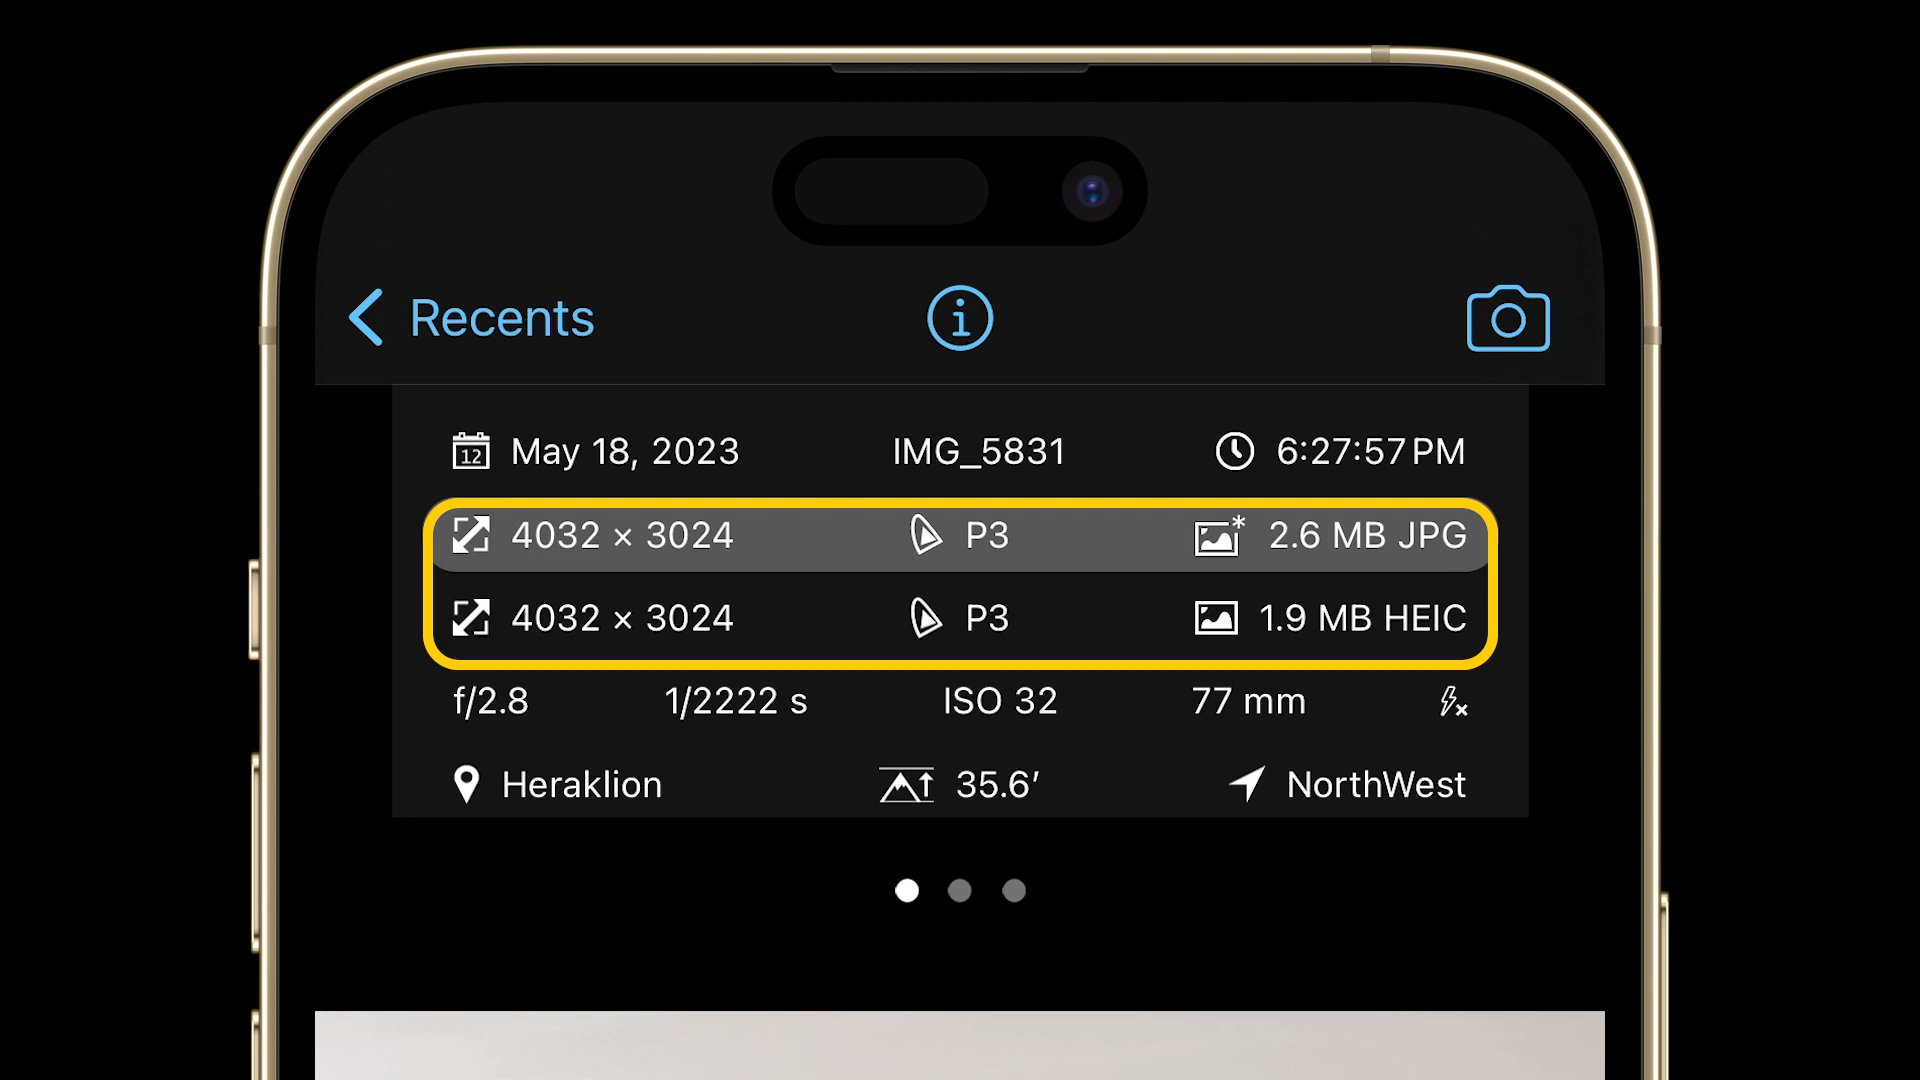 Recents
May 18, 2023 IMG_5831 6:27:57 PM
4032 × 3024 P3 * 2.6 MB JPG
4032 × 3024 P3 1.9 MB HEIC
f/2.8 1/2222 s ISO 32 77 mm
Heraklion 35.6′ NorthWest